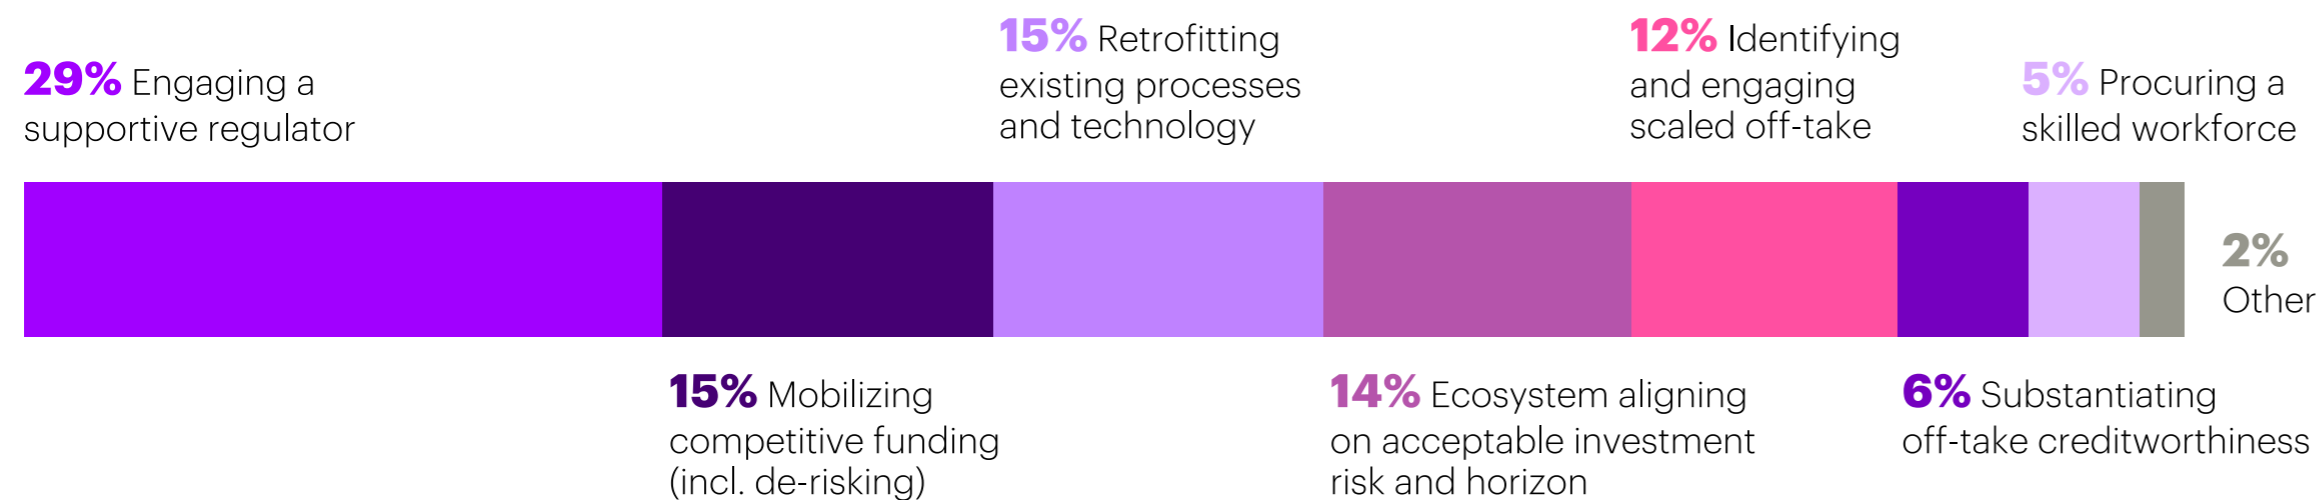 29% Engaging a
supportive regulator
15% Retrofitting
existing processes
and technology
12% Identifying
and engaging
scaled off-take
5% Procuring a
skilled workforce
2%
Other
15% Mobilizing
competitive funding
(incl. de-risking)
14% Ecosystem aligning
on acceptable investment
risk and horizon
6% Substantiating
off-take creditworthiness